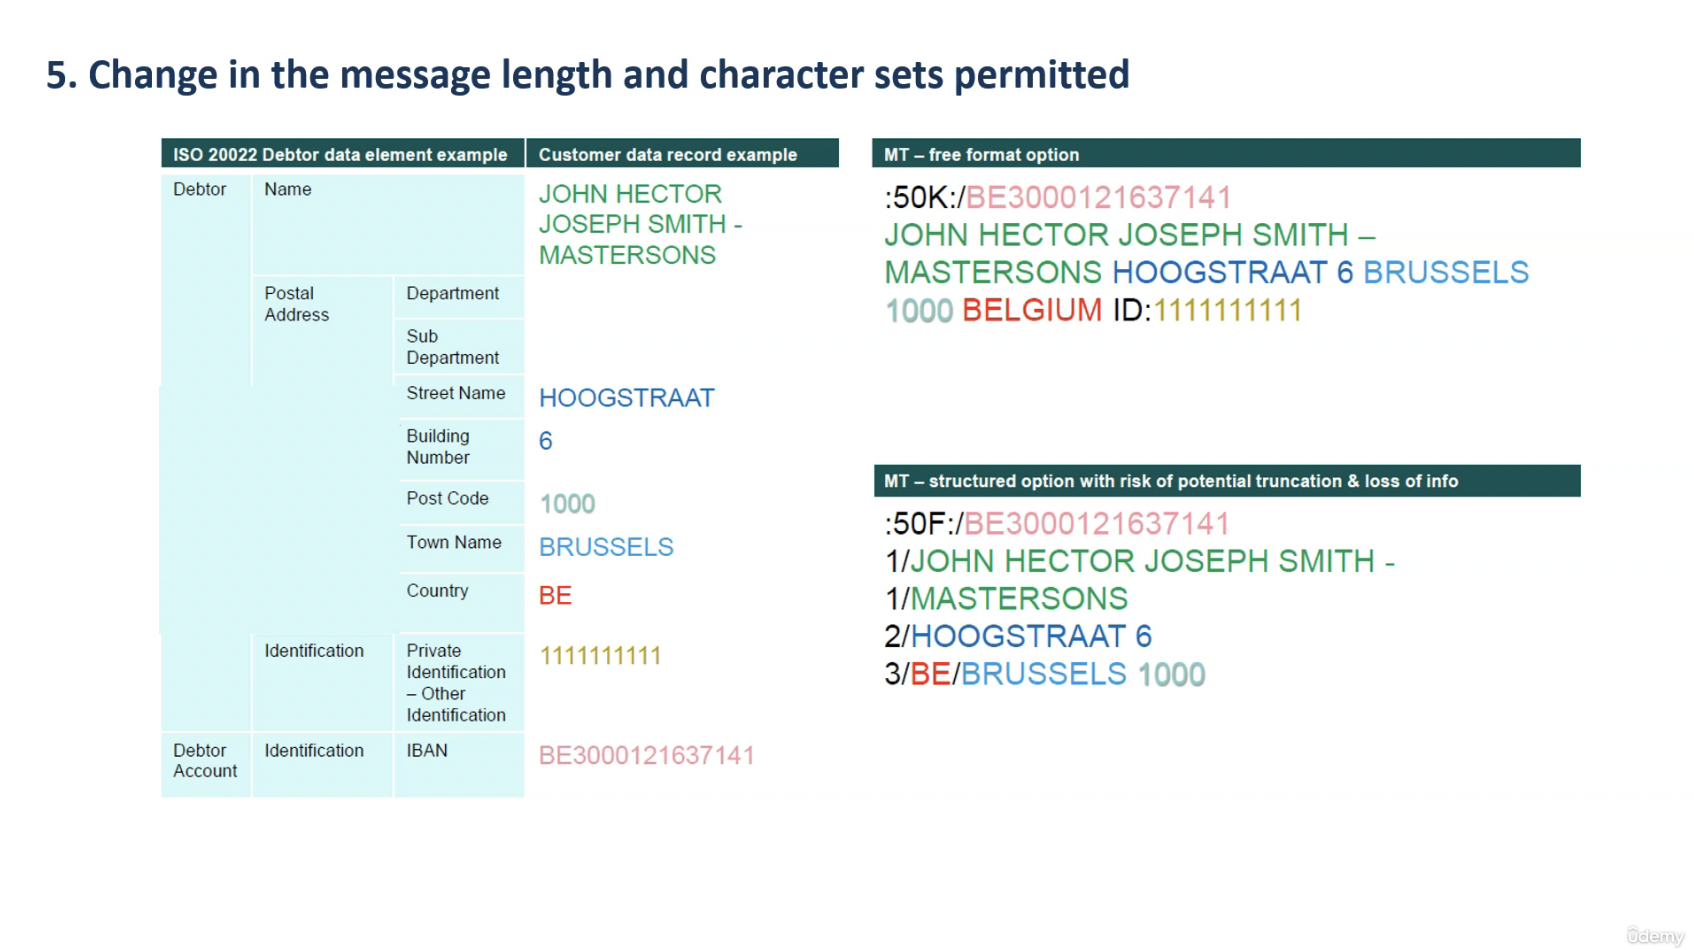 5. Change in the message length and character sets permitted
ISO 20022 Debtor data element example
Customer data record example
Debtor
Name
JOHN HECTOR
JOSEPH SMITH -
MASTERSONS
Postal
Address
Department
Sub
Department
Street Name
HOOGSTRAAT
Building
Number
6
Post Code
1000
Town Name
BRUSSELS
Country
BE
Identification
Private
Identification
– Other
Identification
1111111111
Debtor
Account
Identification
IBAN
BE3000121637141
MT – free format option
:50K:/BE3000121637141
JOHN HECTOR JOSEPH SMITH –
MASTERSONS HOOGSTRAAT 6 BRUSSELS
1000 BELGIUM ID:1111111111
MT – structured option with risk of potential truncation & loss of info
:50F:/BE3000121637141
1/JOHN HECTOR JOSEPH SMITH -
1/MASTERSONS
2/HOOGSTRAAT 6
3/BE/BRUSSELS 1000
ûdemy